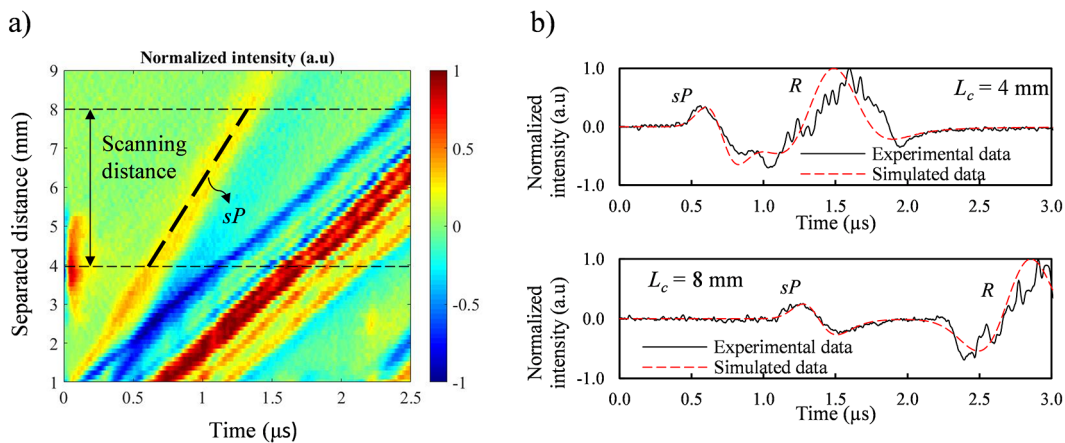 a)
Normalized intensity (a.u)
9
8
7
6
5
4
3
2
1
Separated distance (mm)
Scanning
distance
sP
0
0.5
1
1.5
2
2.5
Time (μs)
1
0.5
0
-0.5
-1
b)
Normalized
intensity (a.u)
1.0
0.0
-1.0
sP
R
Lc = 4 mm
Experimental data
Simulated data
0.0 0.5 1.0 1.5 2.0 2.5 3.0
Time (μs)
Normalized
intensity (a.u)
1.0
0.0
-1.0
Lc = 8 mm
sP
R
Experimental data
Simulated data
0.0 0.5 1.0 1.5 2.0 2.5 3.0
Time (μs)